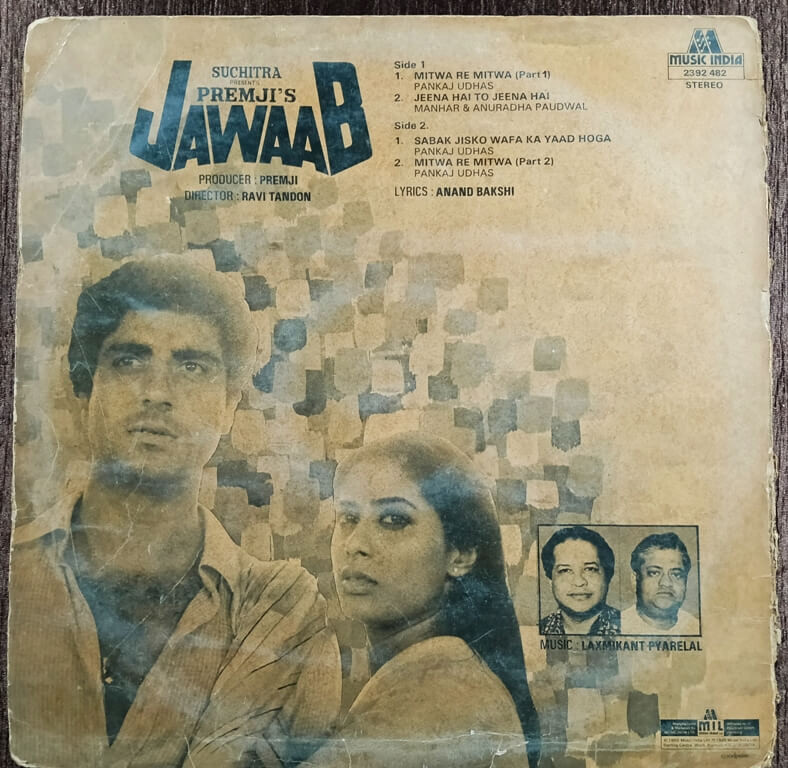 SUCHITRA
PRESENTS
PREMJI'S
JAWAAB
PRODUCER : PREMJI
DIRECTOR : RAVI TANDON
Side 1
1. MITWA RE MITWA (Part 1)
PANKAJ UDHAS
2. JEENA HAI TO JEENA HAI
MANHAR & ANURADHA PAUDWAL
Side 2.
1. SABAK JISKO WAFA KA YAAD HOGA
PANKAJ UDHAS
2. MITWA RE MITWA (Part 2)
PANKAJ UDHAS
LYRICS : ANAND BAKSHI
MUSIC INDIA
2392 482
STEREO
MUSIC : LAXMIKANT PYARELAL
MIL